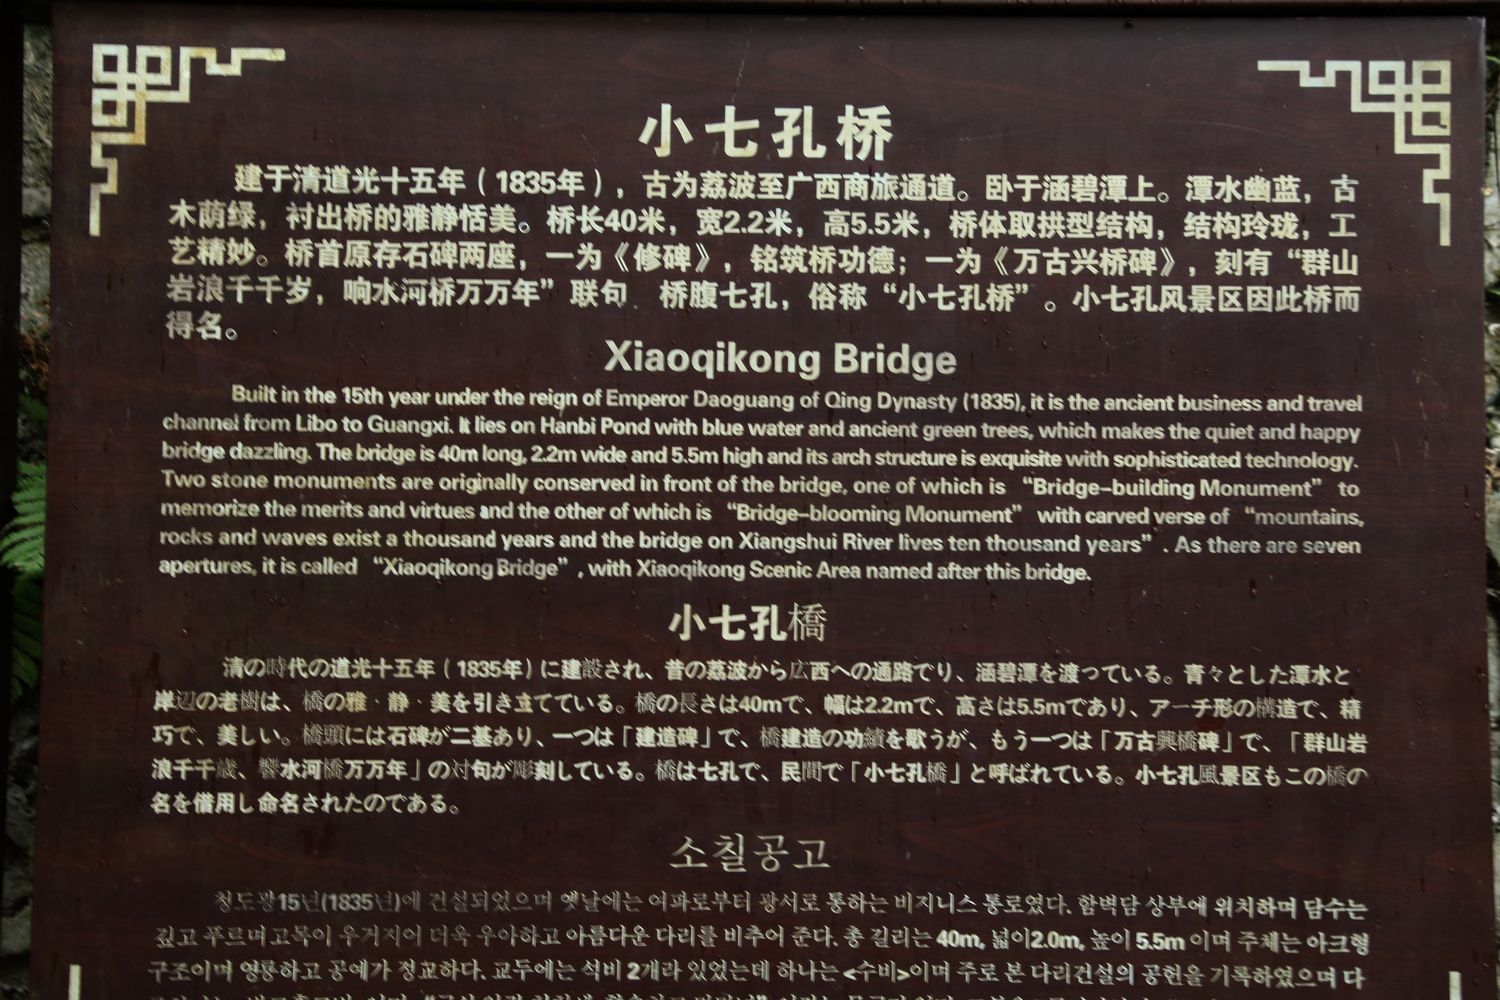 小七孔桥
建于清道光十五年（1835年），古为荔波至广西商旅通道。卧于涵碧潭上。潭水幽蓝，古
木荫绿，衬出桥的雅静恬美。桥长40米，宽2.2米，高5.5米，桥体取拱型结构，结构玲珑，工
艺精妙。桥首原存石碑两座，一为《修碑》，铭筑桥功德；一为《万古兴桥碑》，刻有“群山
岩浪千千岁，响水河桥万万年”联句．桥腹七孔，俗称“小七孔桥”。小七孔风景区因此桥而
得名。
Xiaoqikong Bridge
Built in the 15th year under the reign of Emperor Daoguang of Qing Dynasty (1835), it is the ancient business and travel
channel from Libo to Guangxi. It lies on Hanbi Pond with blue water and ancient green trees, which makes the quiet and happy
bridge dazzling. The bridge is 40m long, 2.2m wide and 5.5m high and its arch structure is exquisite with sophisticated technology.
Two stone monuments are originally conserved in front of the bridge, one of which is “Bridge-building Monument” to
memorize the merits and virtues and the other of which is “Bridge-blooming Monument” with carved verse of “mountains,
rocks and waves exist a thousand years and the bridge on Xiangshui River lives ten thousand years”. As there are seven
apertures, it is called “Xiaoqikong Bridge”, with Xiaoqikong Scenic Area named after this bridge.
小七孔橋
清の時代の道光十五年（1835年）に建設され、昔の荔波から広西への通路でり、涵碧潭を渡つている。青々とした潭水と
岸辺の老樹は、橋の雅·静·美を引き立てている。橋の長さは40mで、幅は2.2mで、高さは5.5mであり、アーチ形の構造で、精
巧で、美しい。橋頭には石碑が二基あり、一つは「建造碑」で、橋建造の功績を歌うが、もう一つは「万古興橋碑」で、「群山岩
浪千千歳、響水河橋万万年」の対句が彫刻している。橋は七孔で、民間で「小七孔橋」と呼ばれている。小七孔風景区もこの橋の
名を借用し命名されたのである。
소칠공고
청도광15년(1835년)에 건설되었으며 옛날에는 여파로부터 광서로 통하는 비지니스 통로였다. 함벽담 상부에 위치하며 담수는
깊고 푸르며 고목이 우거지어 더욱 우아하고 아름다운 다리를 비추어 준다. 총 길리는 40m, 넓이2.0m, 높이 5.5m 이며 주체는 아크형
구조이며 영롱하고 공예가 정교하다. 교두에는 석비 2개라 있었는데 하나는 <수비>이며 주로 본 다리건설의 공헌을 기록하였으며 다